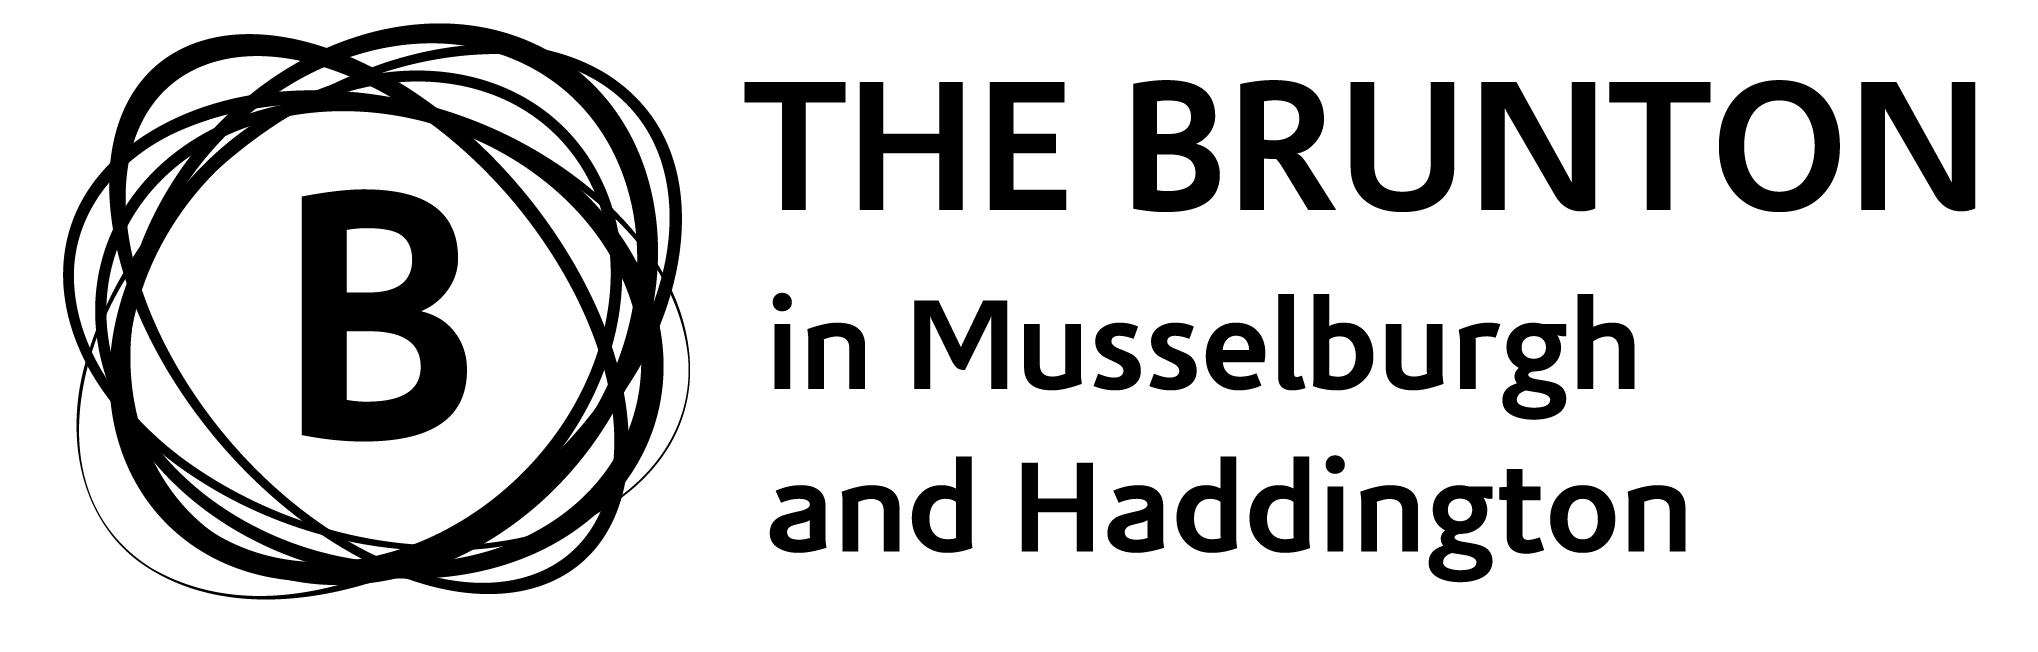 B
THE BRUNTON
in Musselburgh
and Haddington